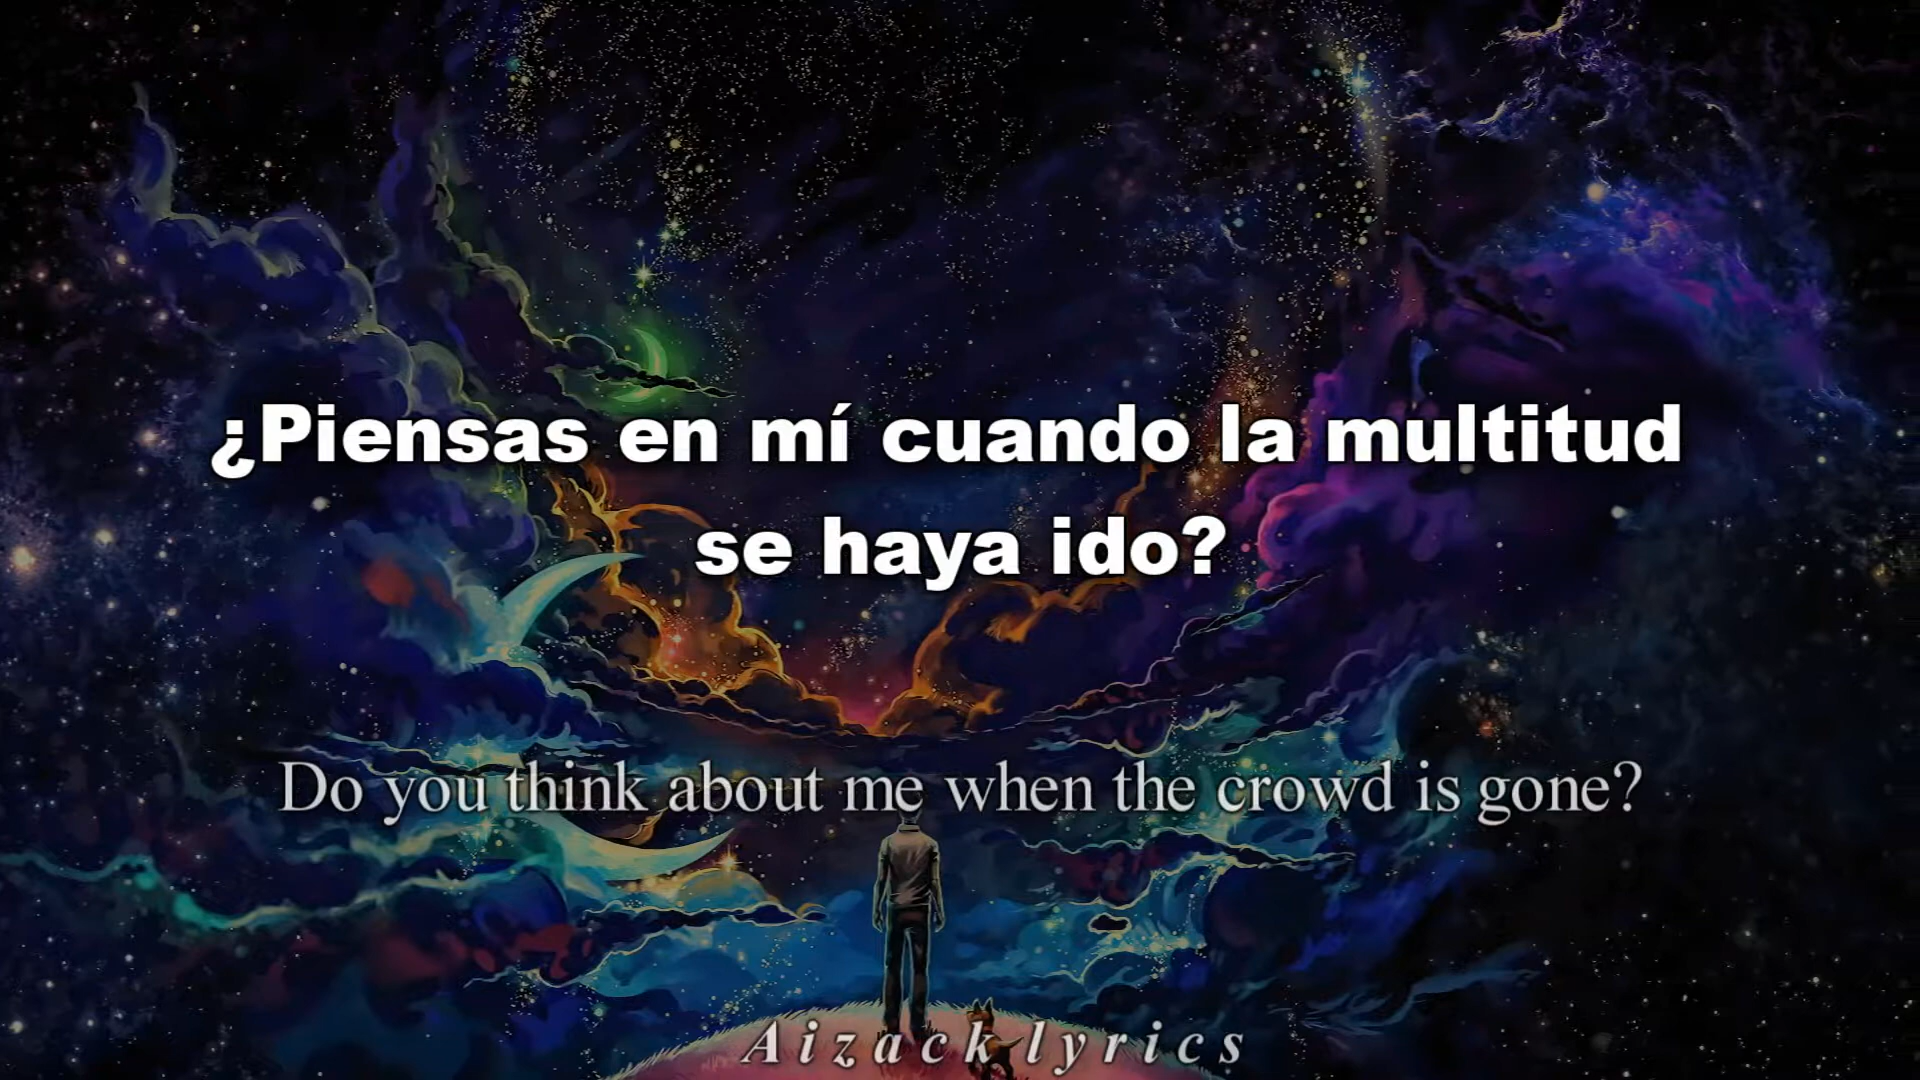 ¿Piensas en mí cuando la multitud
se haya ido?
Do you think about me when the crowd is gone?
Aizack lyrics